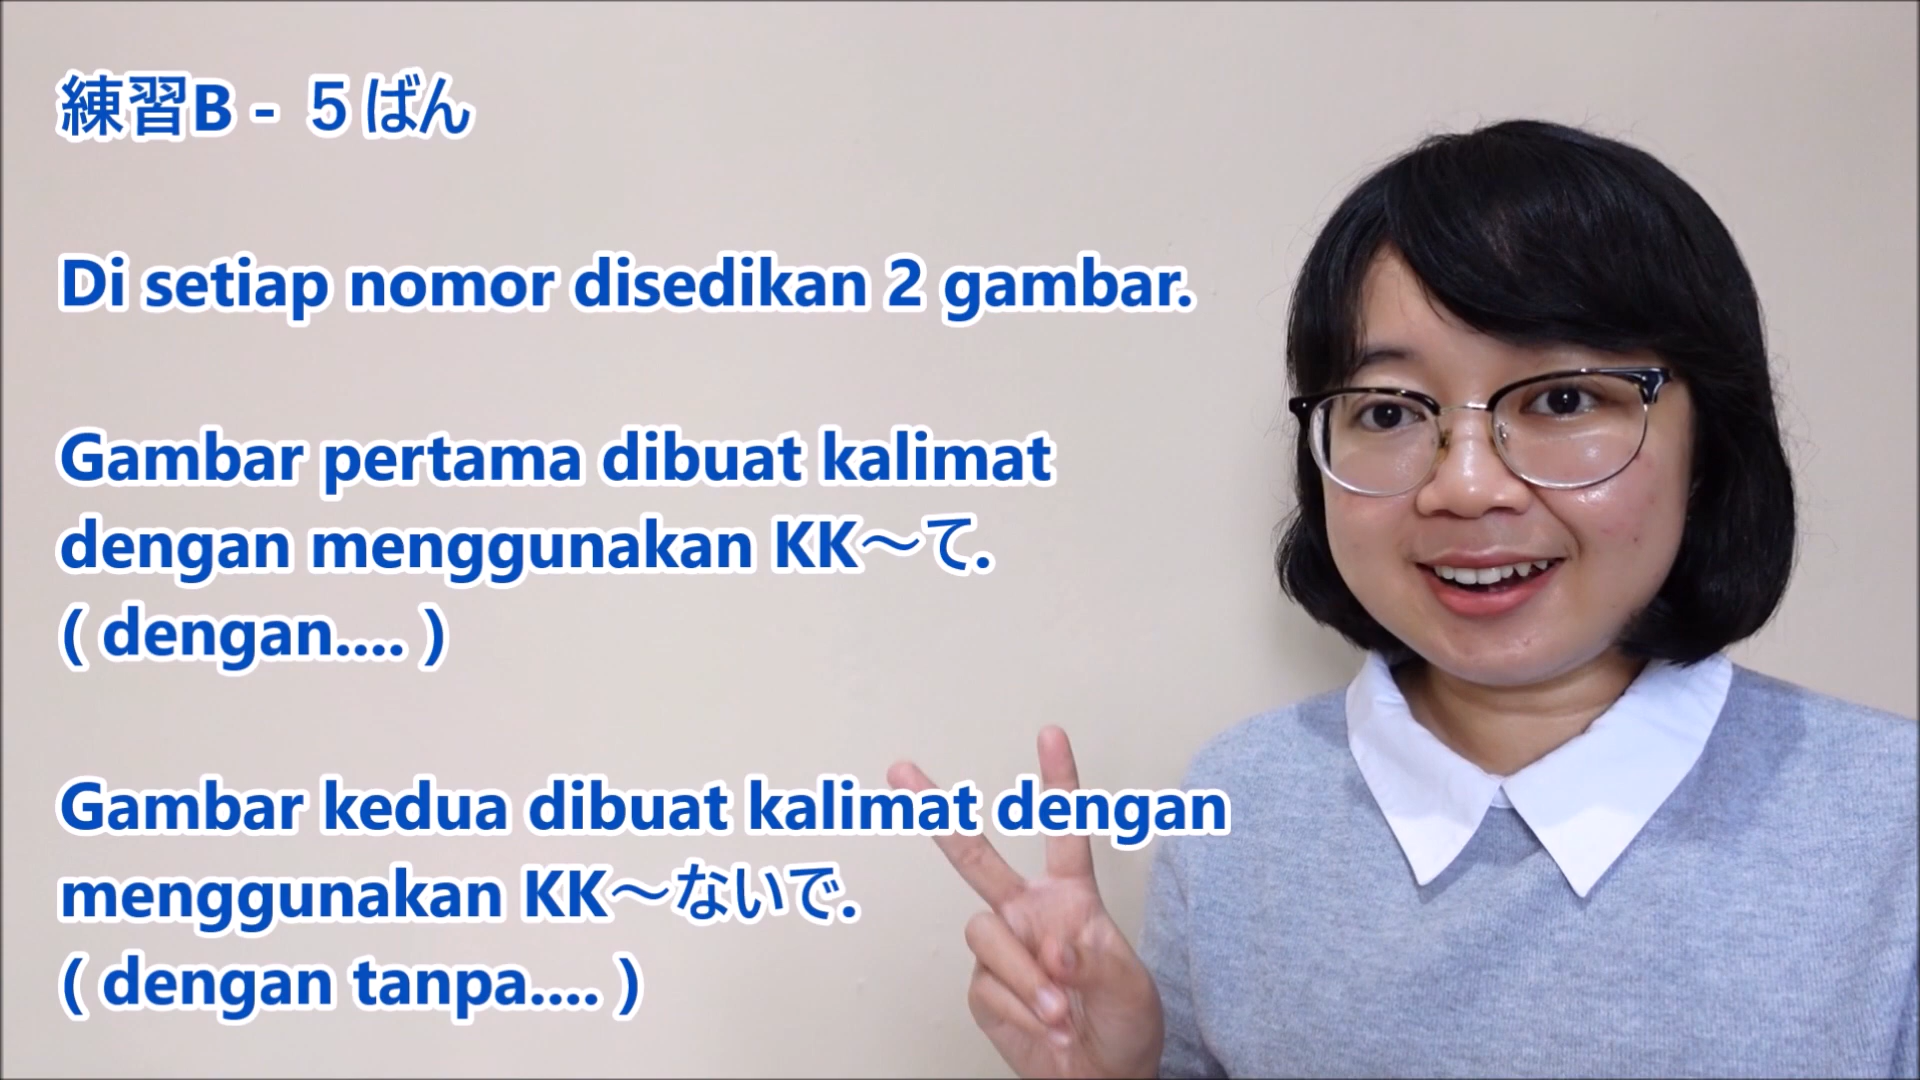 練習B - 5ばん
Di setiap nomor disedikan 2 gambar.
Gambar pertama dibuat kalimat
dengan menggunakan KK～て.
( dengan.... )
Gambar kedua dibuat kalimat dengan
menggunakan KK～ないで.
( dengan tanpa.... )